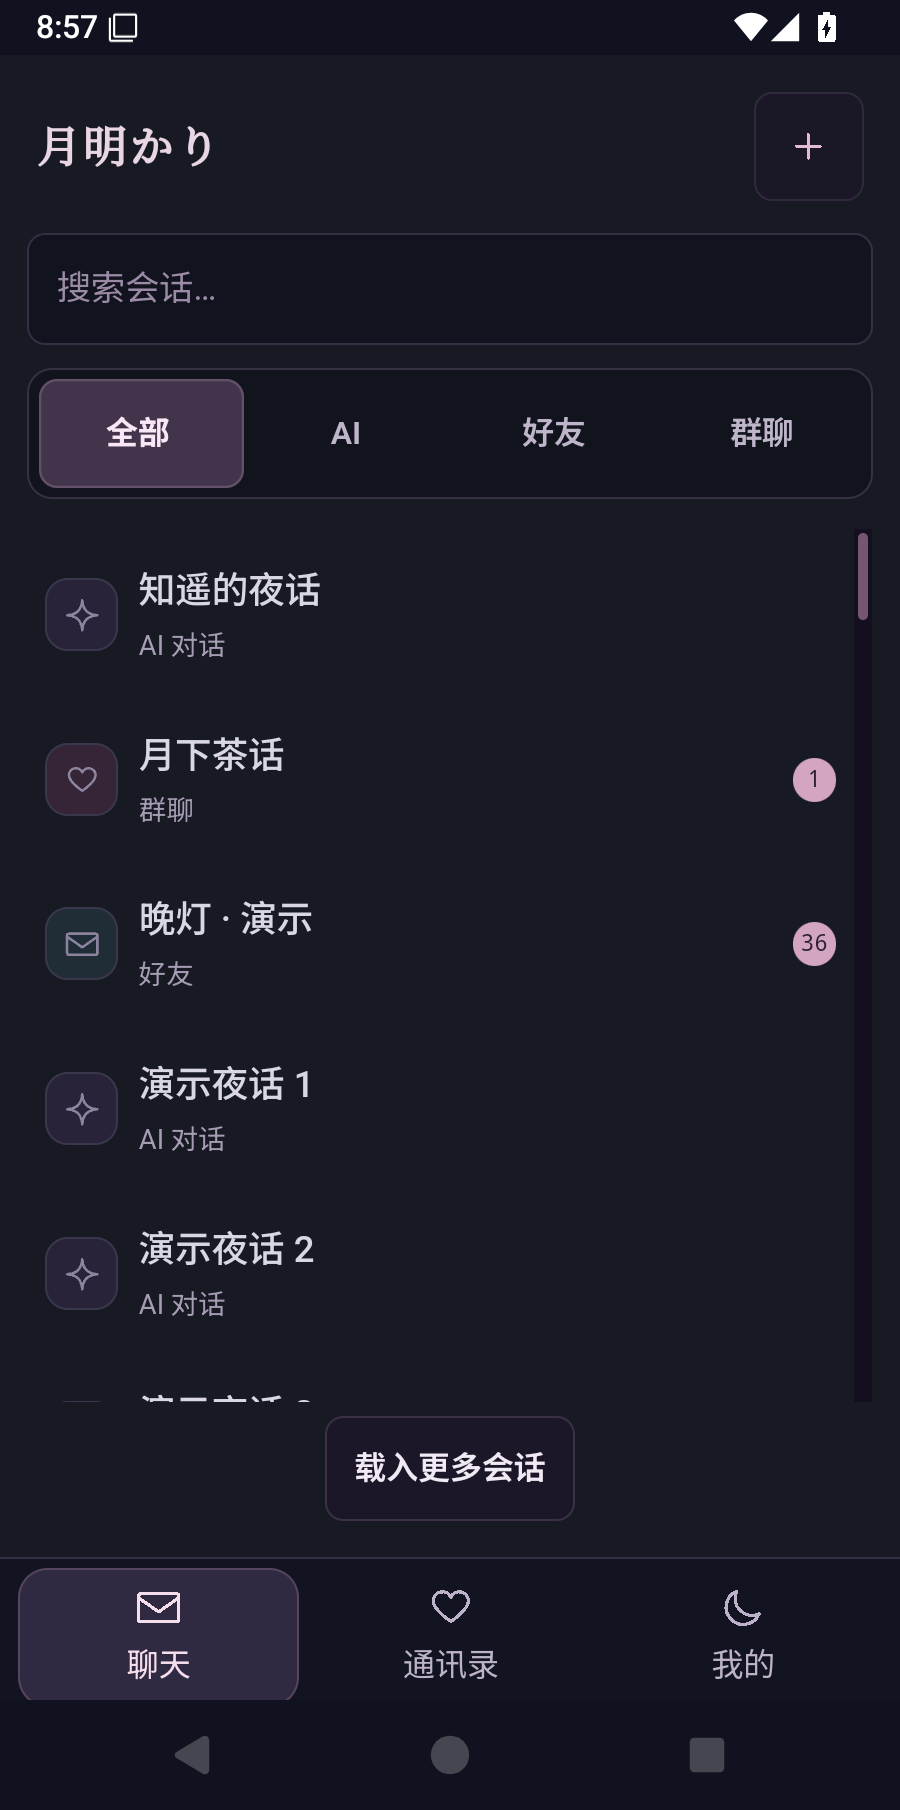 8:57
月明かり
搜索会话...
全部
AI
好友
群聊
知遥的夜话
AI 对话
月下茶话
群聊
1
晚灯 · 演示
好友
36
演示夜话 1
AI 对话
演示夜话 2
AI 对话
载入更多会话
聊天
通讯录
我的